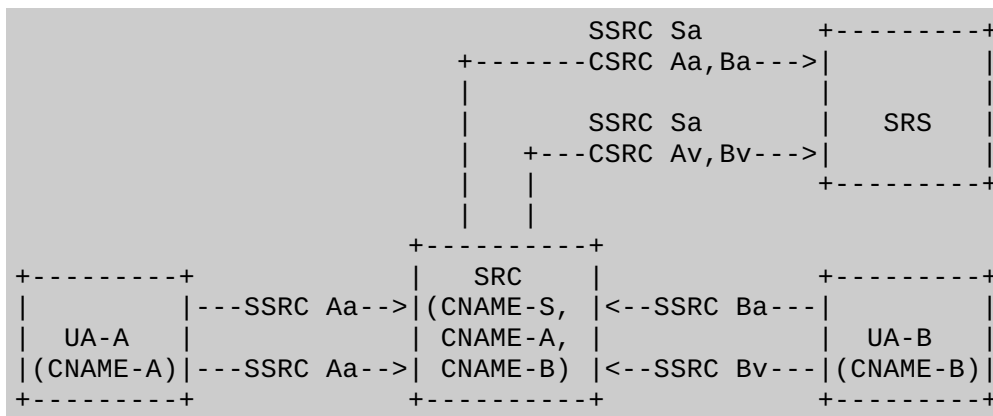 SSRC Sa +---------+
+-------CSRC Aa,Ba--->| |
| | |
| SSRC Sa | SRS |
| +---CSRC Av,Bv--->| |
| | +---------+
| |
+----------+
+---------+ | SRC | +---------+
| |---SSRC Aa-->|(CNAME-S, |<--SSRC Ba---| |
| UA-A | | CNAME-A, | | UA-B |
|(CNAME-A)|---SSRC Aa-->| CNAME-B) |<--SSRC Bv---|(CNAME-B)|
+---------+ +----------+ +---------+